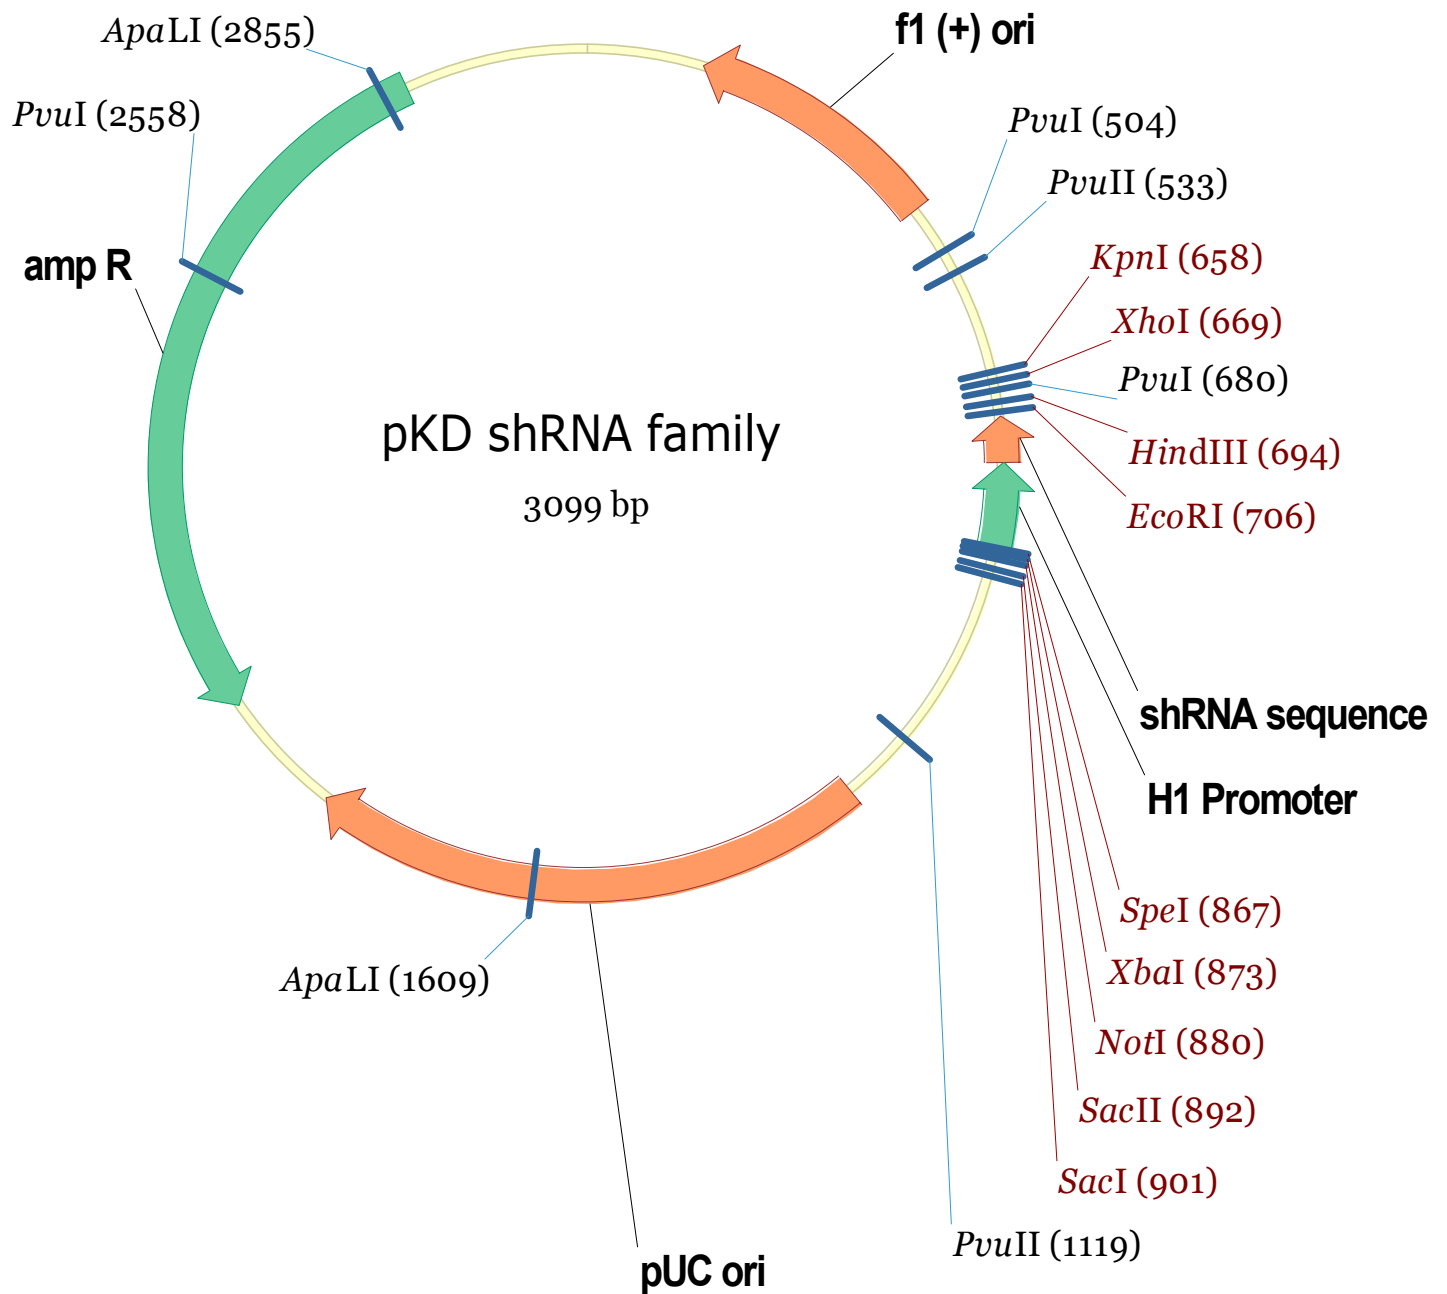 f1 (+) ori
ApaLI (2855)
PvuI (2558)
PvuI (504)
PvuII (533)
KpnI (658)
amp R
XhoI (669)
PvuI (680)
pKD shRNA family
HindIII (694)
3099 bp
EcoRI (706)
shRNA sequence
H1 Promoter
SpeI (867)
ApaLI (1609)
XbaI (873)
NotI (880)
SacII (892)
SacI (901)
PvuII (1119)
pUC ori